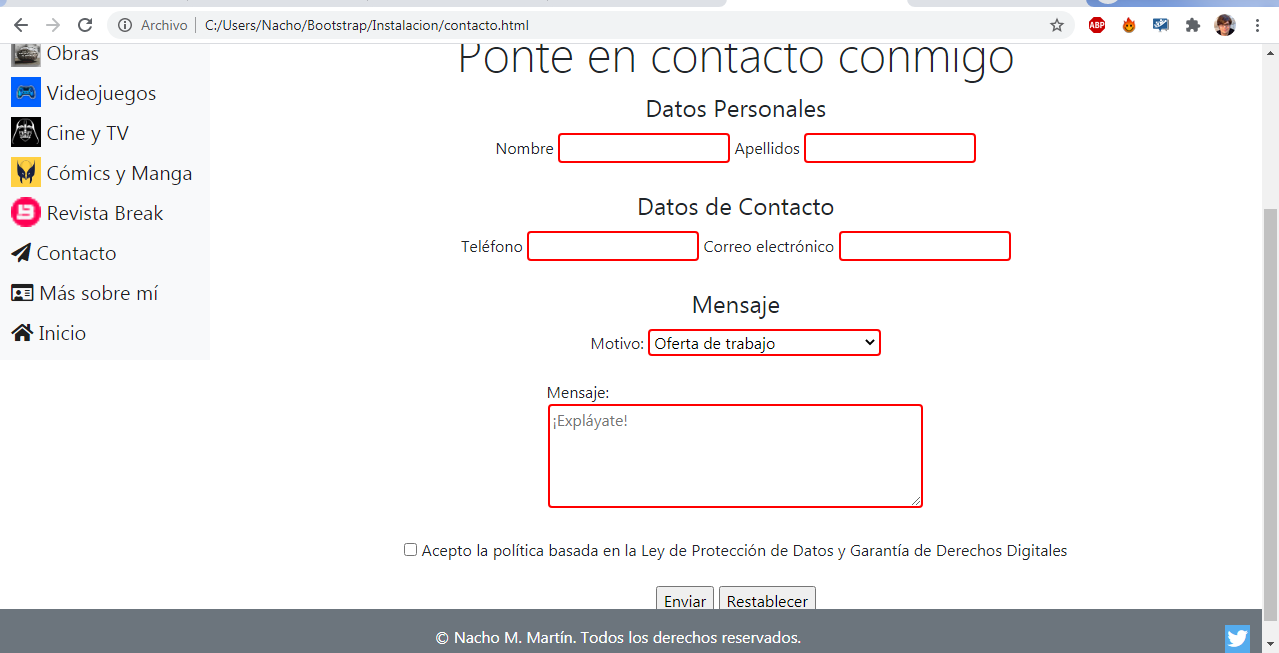 Archivo C:/Users/Nacho/Bootstrap/Instalacion/contacto.html
ABP
Obras
Videojuegos
Cine y TV
Cómics y Manga
Revista Break
Contacto
Más sobre mí
Inicio
Ponte en contacto conmigo
Datos Personales
Nombre Apellidos
Datos de Contacto
Teléfono Correo electrónico
Mensaje
Motivo: Oferta de trabajo
Mensaje:
¡Expláyate!
Acepto la política basada en la Ley de Protección de Datos y Garantía de Derechos Digitales
Enviar Restablecer
© Nacho M. Martín. Todos los derechos reservados.